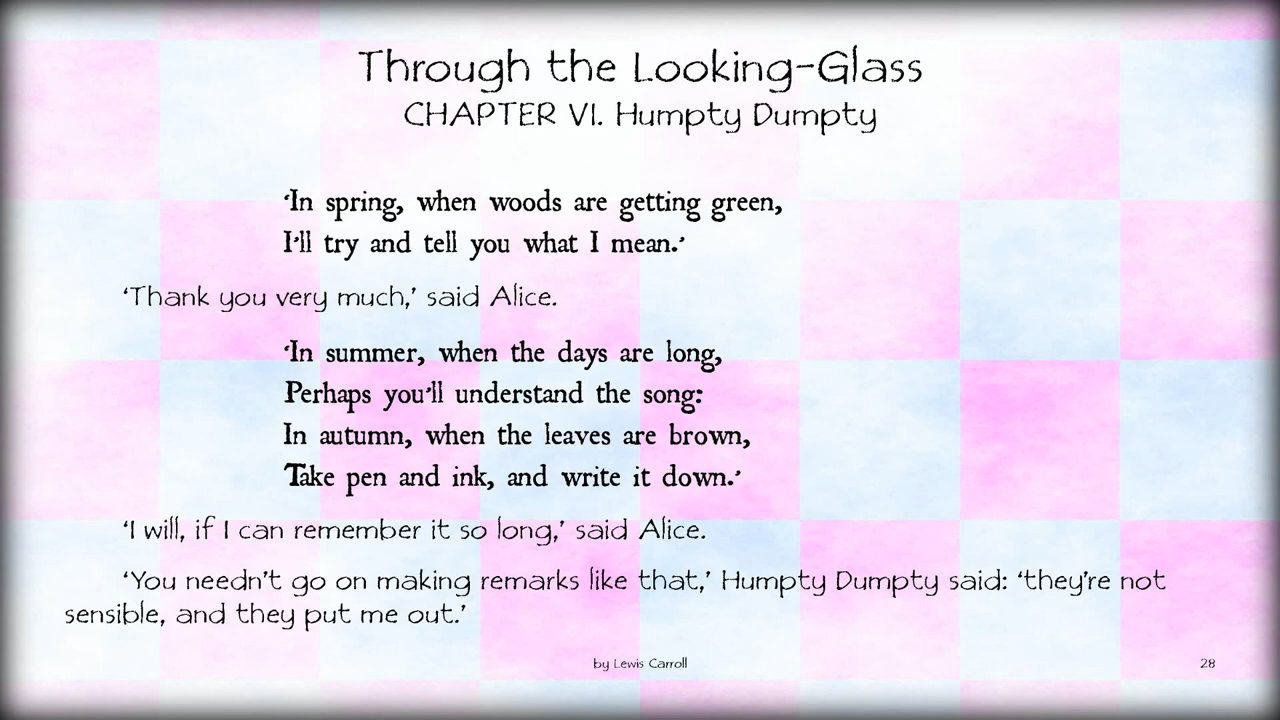 Through the Looking-Glass
CHAPTER VI. Humpty Dumpty
‘In spring, when woods are getting green,
I’ll try and tell you what I mean.’
‘Thank you very much,’ said Alice.
‘In summer, when the days are long,
Perhaps you’ll understand the song:
In autumn, when the leaves are brown,
Take pen and ink, and write it down.’
‘I will, if I can remember it so long,’ said Alice.
‘You needn’t go on making remarks like that,’ Humpty Dumpty said: ‘they’re not
sensible, and they put me out.’
by Lewis Carroll
28